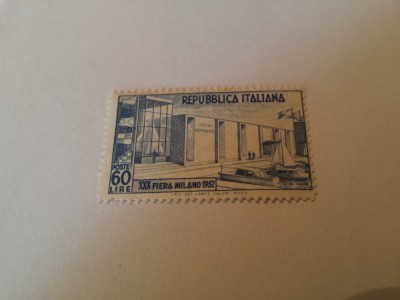 REPUBBLICA ITALIANA
POSTE
60
LIRE
XXX FIERA MILANO 1952